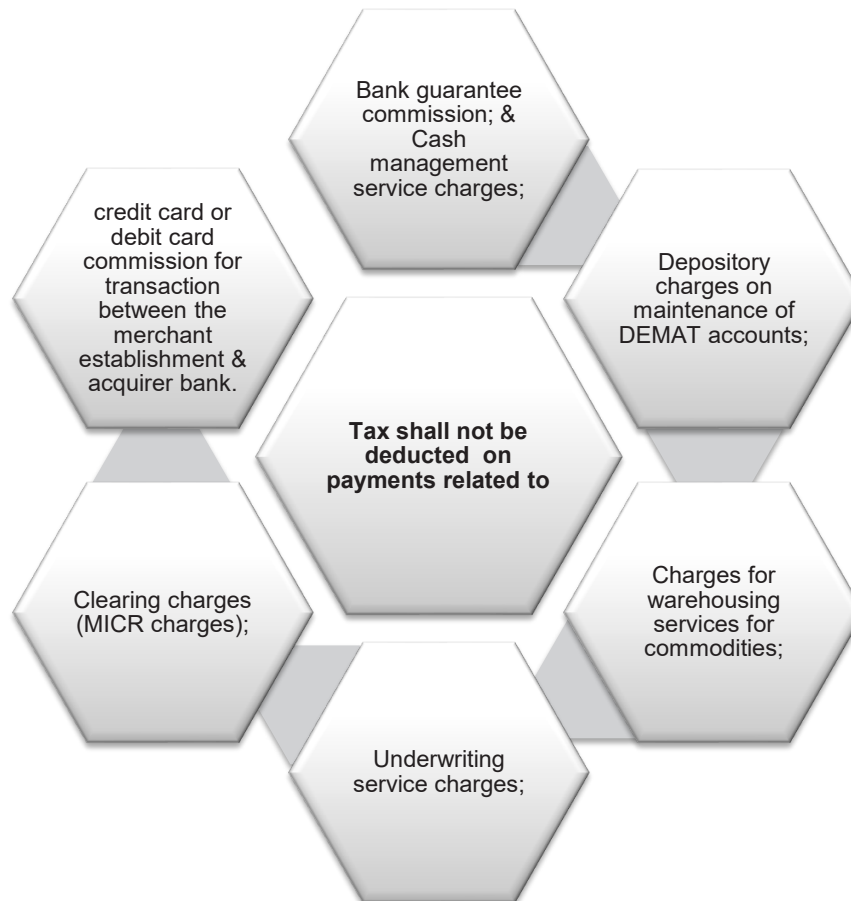 Bank guarantee
commission; &
Cash
management
service charges;
Depository
charges on
maintenance of
DEMAT accounts;
Charges for
warehousing
services for
commodities;
Underwriting
service charges;
Clearing charges
(MICR charges);
credit card or
debit card
commission for
transaction
between the
merchant
establishment &
acquirer bank.
Tax shall not be
deducted on
payments related to